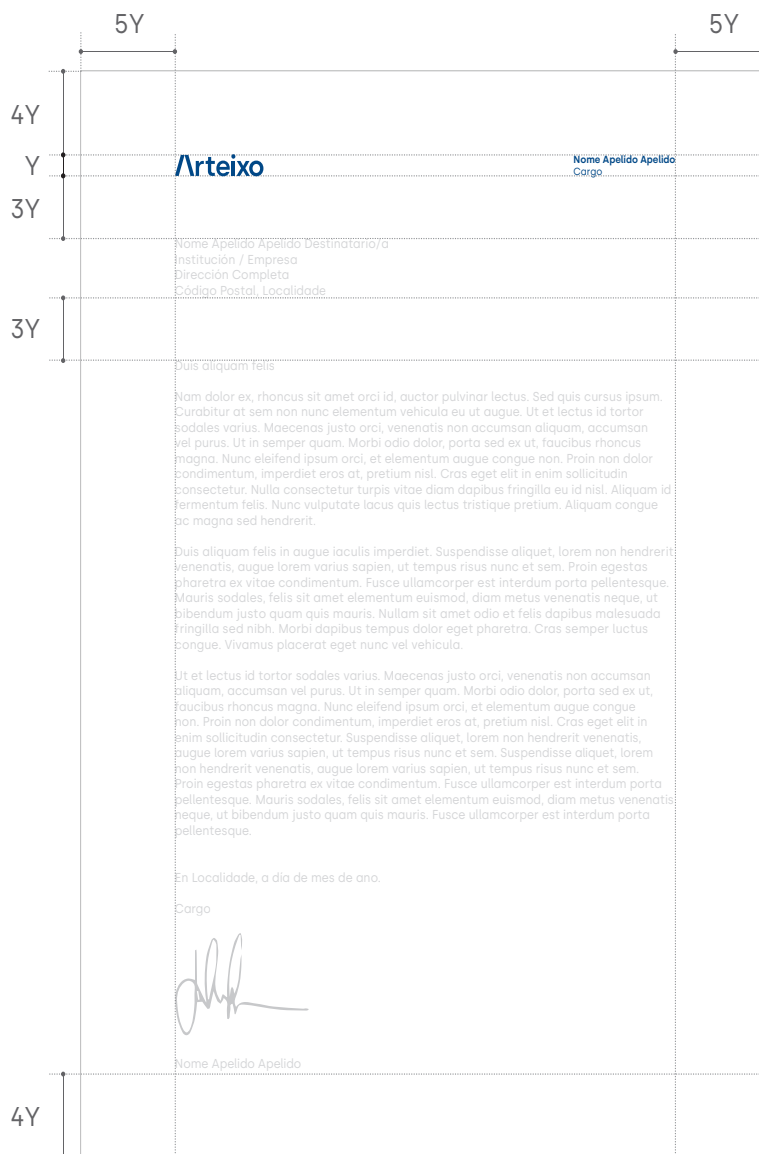 5Y
5Y
4Y
Y
Arteixo
Nome Apelido Apelido
Cargo
3Y
Nome Apelido Apelido Destinatario/a
Institución / Empresa
Dirección Completa
Código Postal, Localidade
3Y
Duis aliquam felis
Nam dolor ex, rhoncus sit amet orci id, auctor pulvinar lectus. Sed quis cursus ipsum.
Curabitur at sem non nunc elementum vehicula eu ut augue. Ut et lectus id tortor
sodales varius. Maecenas justo orci, venenatis non accumsan aliquam, accumsan
vel purus. Ut in semper quam. Morbi odio dolor, porta sed ex ut, faucibus rhoncus
magna. Nunc eleifend ipsum orci, et elementum augue congue non. Proin non dolor
condimentum, imperdiet eros at, pretium nisl. Cras eget elit in enim sollicitudin
consectetur. Nulla consectetur turpis vitae diam dapibus fringilla eu id nisl. Aliquam id
fermentum felis. Nunc vulputate lacus quis lectus tristique pretium. Aliquam congue
ac magna sed hendrerit.
Duis aliquam felis in augue iaculis imperdiet. Suspendisse aliquet, lorem non hendrerit
venenatis, augue lorem varius sapien, ut tempus risus nunc et sem. Proin egestas
pharetra ex vitae condimentum. Fusce ullamcorper est interdum porta pellentesque.
Mauris sodales, felis sit amet elementum euismod, diam metus venenatis neque, ut
bibendum justo quam quis mauris. Nullam sit amet odio et felis dapibus malesuada
fringilla sed nibh. Morbi dapibus tempus dolor eget pharetra. Cras semper luctus
congue. Vivamus placerat eget nunc vel vehicula.
Ut et lectus id tortor sodales varius. Maecenas justo orci, venenatis non accumsan
aliquam, accumsan vel purus. Ut in semper quam. Morbi odio dolor, porta sed ex ut,
faucibus rhoncus magna. Nunc eleifend ipsum orci, et elementum augue congue
non. Proin non dolor condimentum, imperdiet eros at, pretium nisl. Cras eget elit in
enim sollicitudin consectetur. Suspendisse aliquet, lorem non hendrerit venenatis,
augue lorem varius sapien, ut tempus risus nunc et sem. Suspendisse aliquet, lorem
non hendrerit venenatis, augue lorem varius sapien, ut tempus risus nunc et sem.
Proin egestas pharetra ex vitae condimentum. Fusce ullamcorper est interdum porta
pellentesque. Mauris sodales, felis sit amet elementum euismod, diam metus venenatis
neque, ut bibendum justo quam quis mauris. Fusce ullamcorper est interdum porta
pellentesque.
En Localidade, a día de mes de ano.
Cargo
Nome Apelido Apelido
4Y